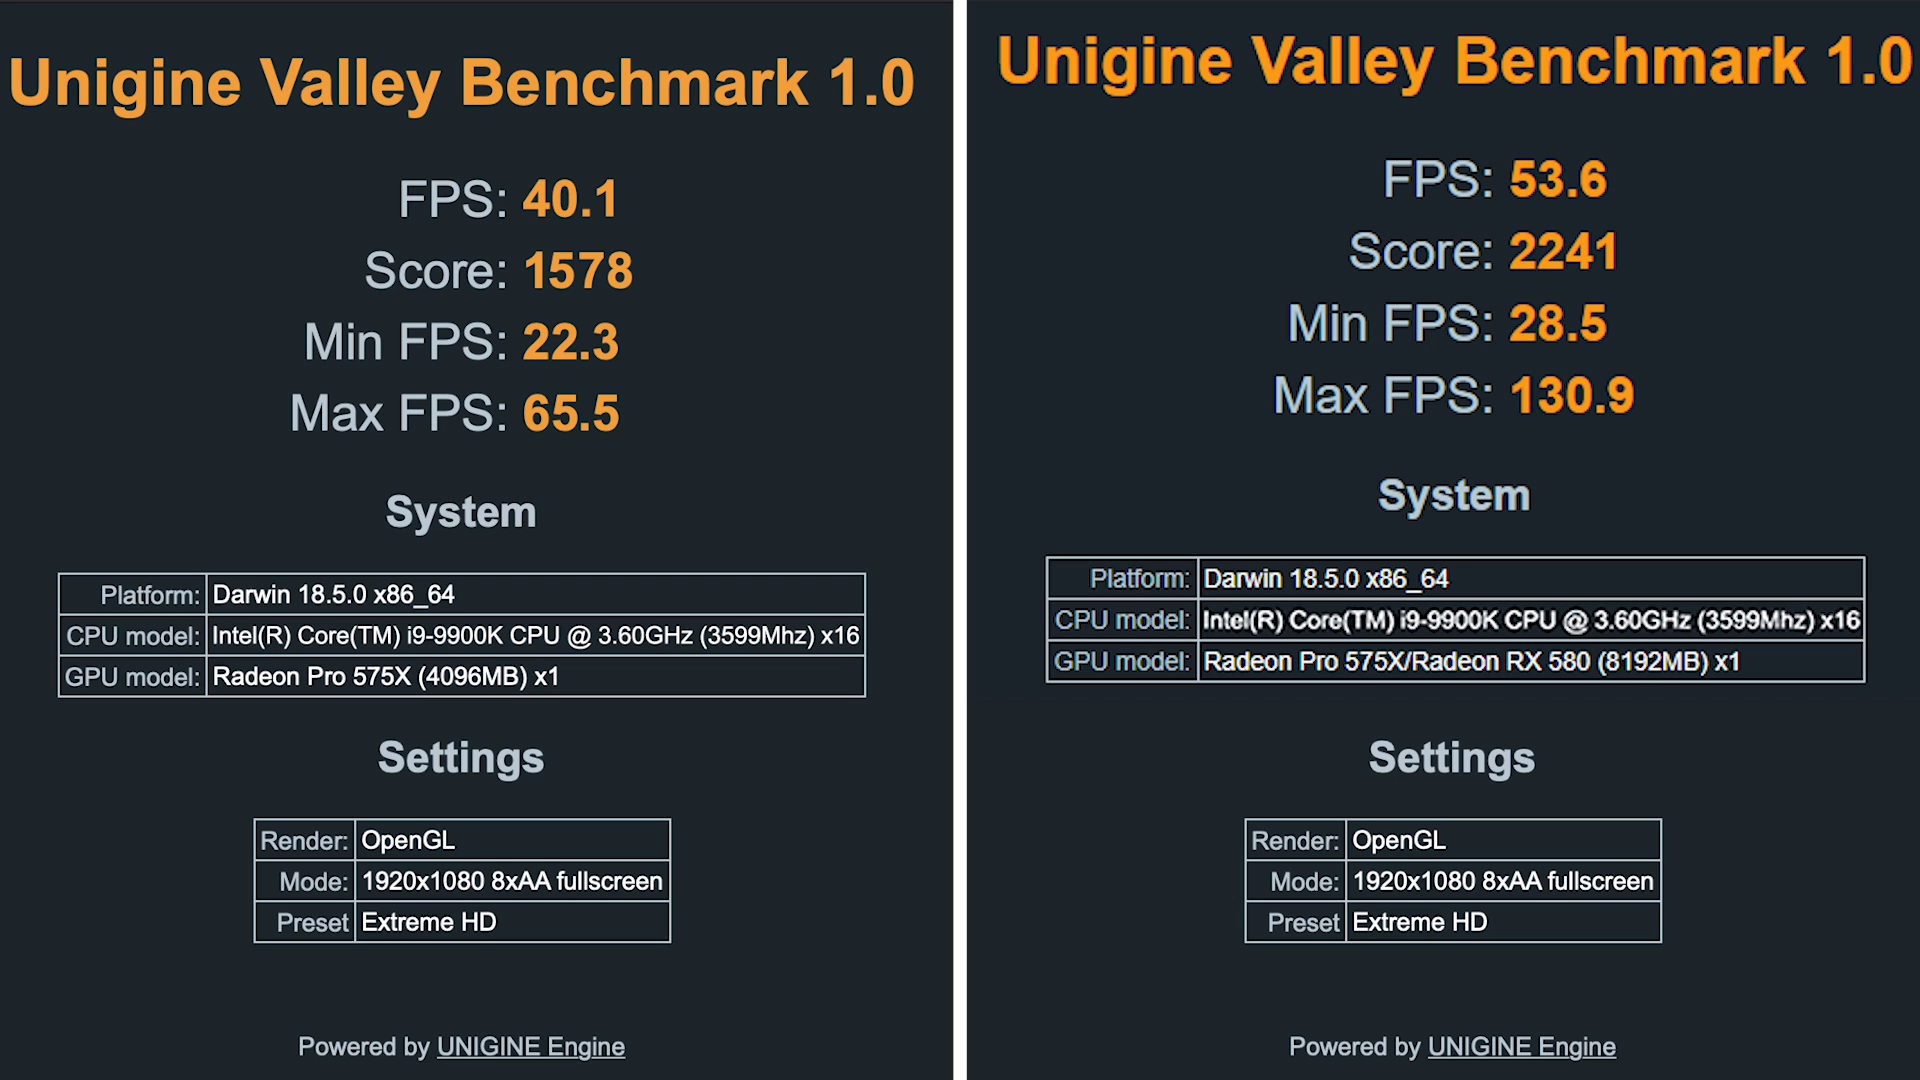 Unigine Valley Benchmark 1.0
FPS: 40.1
Score: 1578
Min FPS: 22.3
Max FPS: 65.5
System
Platform: Darwin 18.5.0 x86_64
CPU model: Intel(R) Core(TM) i9-9900K CPU @ 3.60GHz (3599Mhz) x16
GPU model: Radeon Pro 575X (4096MB) x1
Settings
Render: OpenGL
Mode: 1920x1080 8xAA fullscreen
Preset Extreme HD
Powered by UNIGINE Engine
Unigine Valley Benchmark 1.0
FPS: 53.6
Score: 2241
Min FPS: 28.5
Max FPS: 130.9
System
Platform: Darwin 18.5.0 x86_64
CPU model: Intel(R) Core(TM) i9-9900K CPU @ 3.60GHz (3599Mhz) x16
GPU model: Radeon Pro 575X/Radeon RX 580 (8192MB) x1
Settings
Render: OpenGL
Mode: 1920x1080 8xAA fullscreen
Preset Extreme HD
Powered by UNIGINE Engine